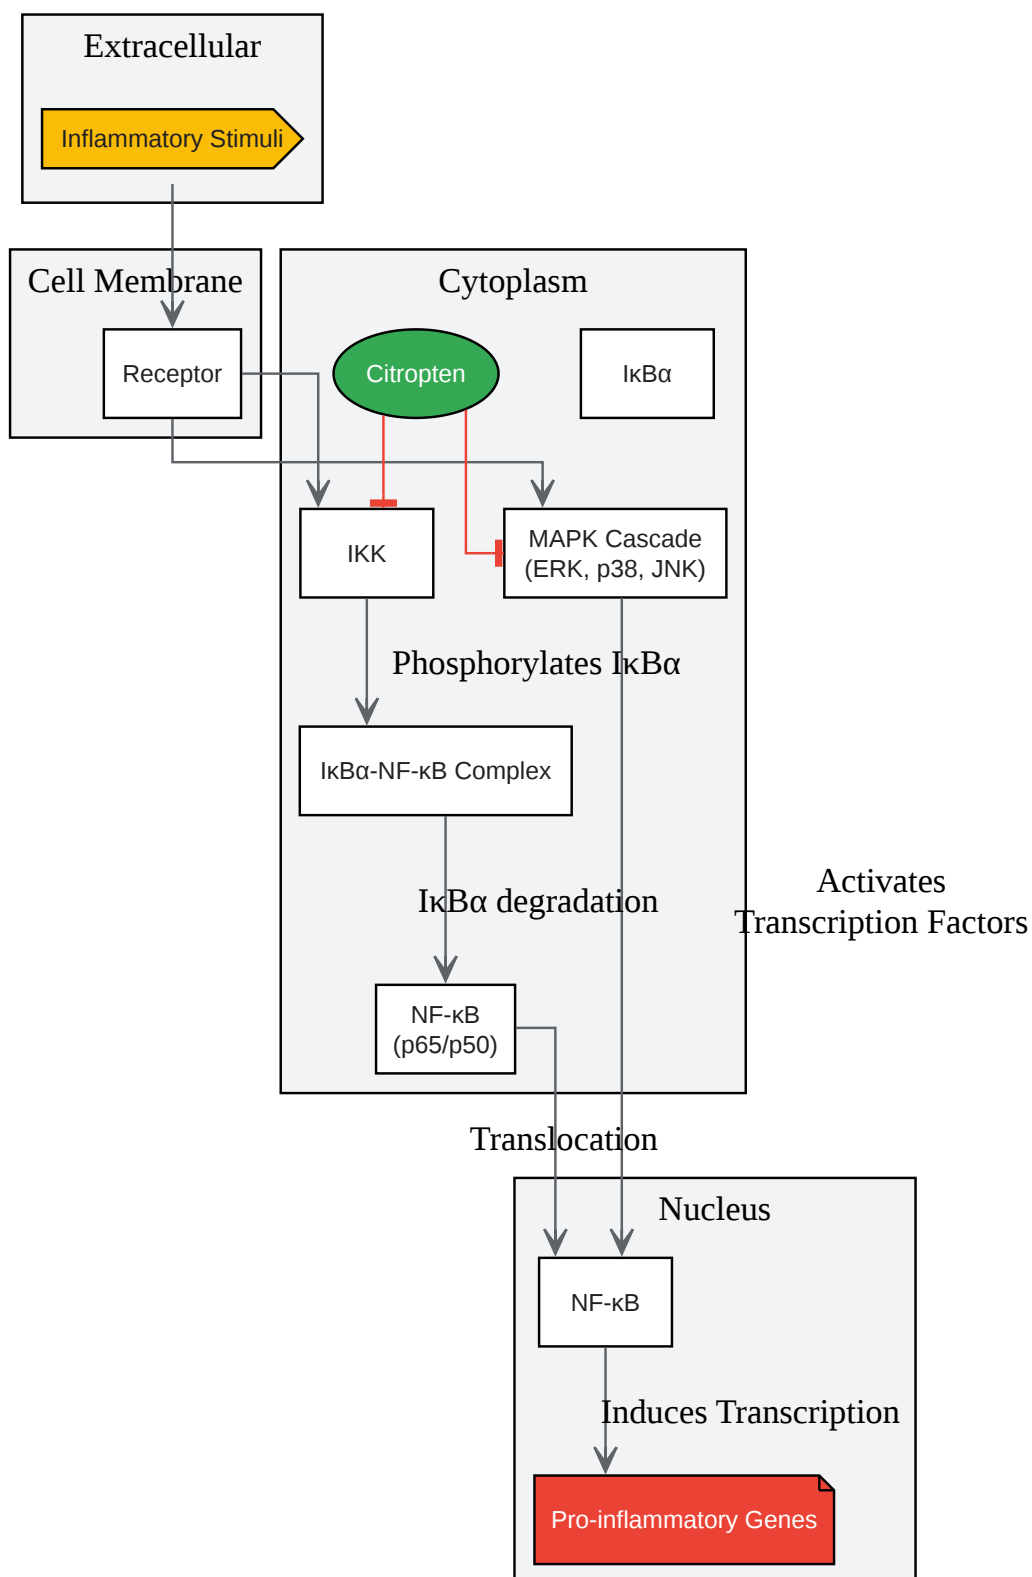 Extracellular
Inflammatory Stimuli
Cell Membrane
Receptor
Cytoplasm
Citropten
IκBα
IKK
MAPK Cascade
(ERK, p38, JNK)
Phosphorylates IκBα
IκBα-NF-κB Complex
IκBα degradation
Activates
Transcription Factors
NF-κB
(p65/p50)
Translocation
Nucleus
NF-κB
Induces Transcription
Pro-inflammatory Genes